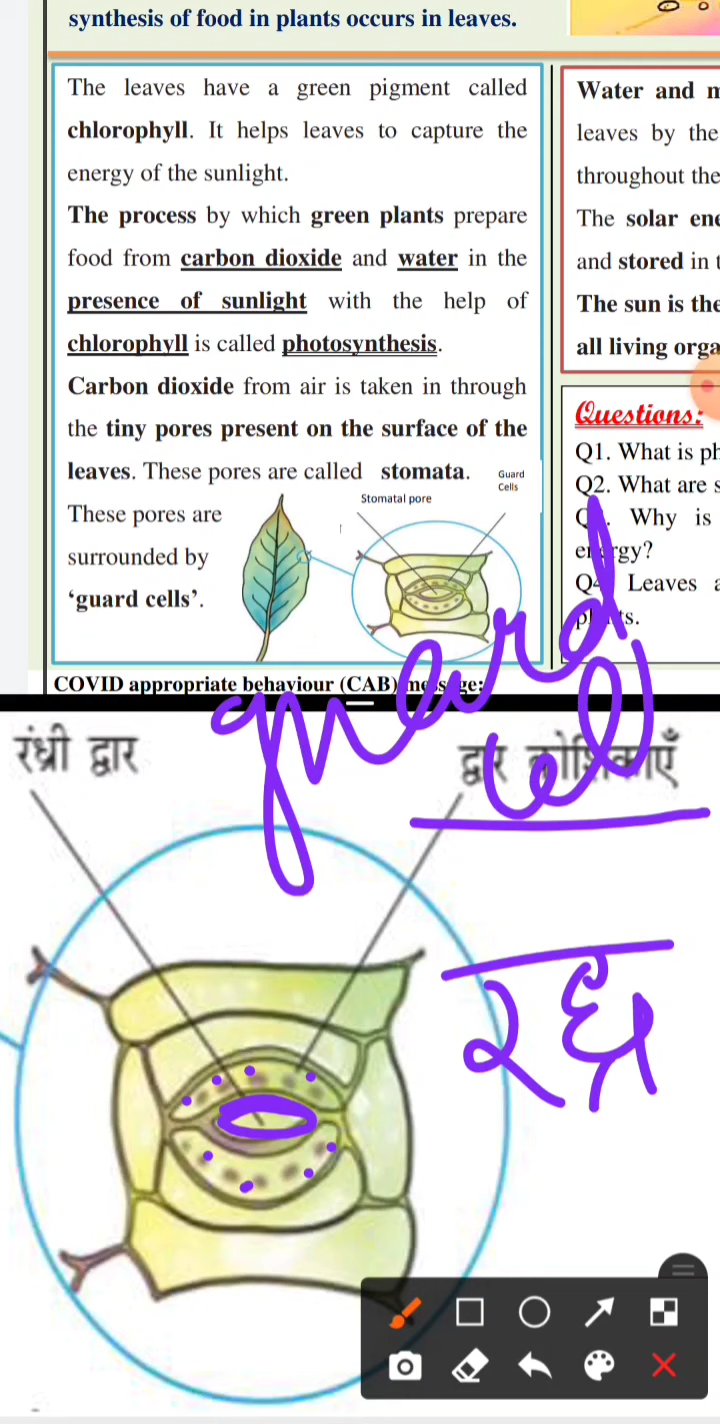 synthesis of food in plants occurs in leaves.
The leaves have a green pigment called
chlorophyll. It helps leaves to capture the
energy of the sunlight.
The process by which green plants prepare
food from carbon dioxide and water in the
presence of sunlight with the help of
chlorophyll is called photosynthesis.
Carbon dioxide from air is taken in through
the tiny pores present on the surface of the
leaves. These pores are called stomata.
These pores are
surrounded by
‘guard cells’.
Stomatal pore
Guard
Cells
Water and
leaves by the
throughout the
The solar
and stored in
The sun is the
all living
Questions:
Q1. What is
Q2. What are
Why is
Leaves
COVID appropriate behaviour (CAB)
guard
cell
रंध्री द्वार
द्वार कोशिकाएँ